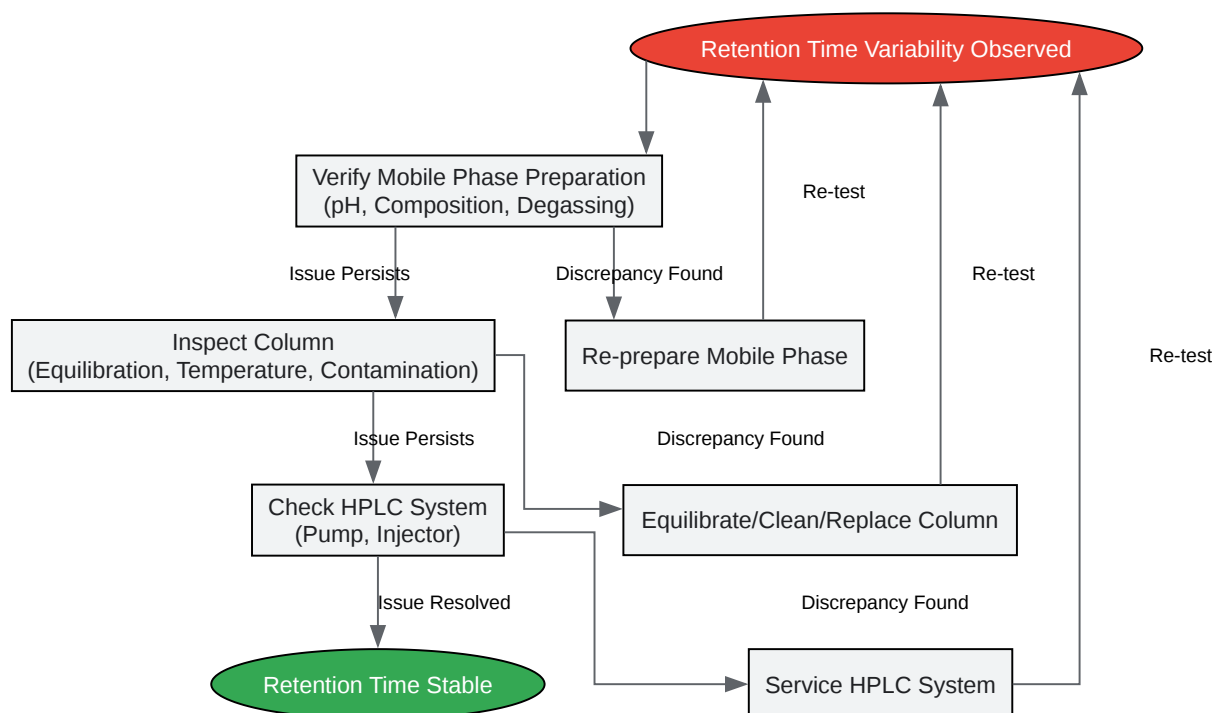 Retention Time Variability Observed
Verify Mobile Phase Preparation
(pH, Composition, Degassing)
Re-test
Issue Persists
Discrepancy Found
Re-test
Inspect Column
(Equilibration, Temperature, Contamination)
Re-prepare Mobile Phase
Re-test
Issue Persists
Discrepancy Found
Check HPLC System
(Pump, Injector)
Equilibrate/Clean/Replace Column
Issue Resolved
Discrepancy Found
Retention Time Stable
Service HPLC System